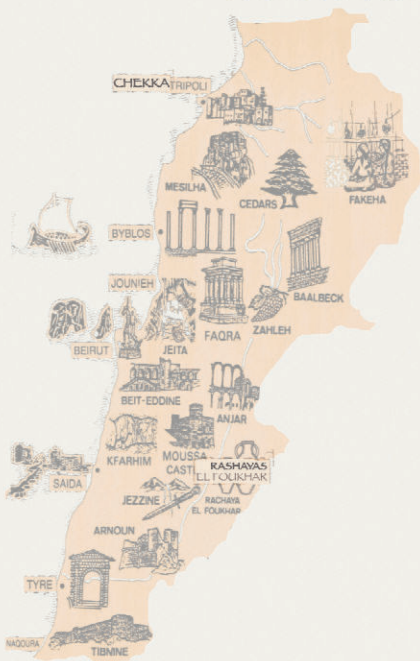 CHEKKA TRIPOLI
MESILHA
CEDARS
FAKEHA
BYBLOS
JOUNIEH
BAALBECK
FAQRA
ZAHLEH
BEIRUT
JEITA
BEIT-EDDINE
ANJAR
KFARHIM
MOUSSA
CASTL
RASHAYAS
EL FOUKHAR
SAIDA
JEZZINE
RACHAYA
EL FOUKHAR
ARNOUN
TYRE
NAQOURA
TIBNINE